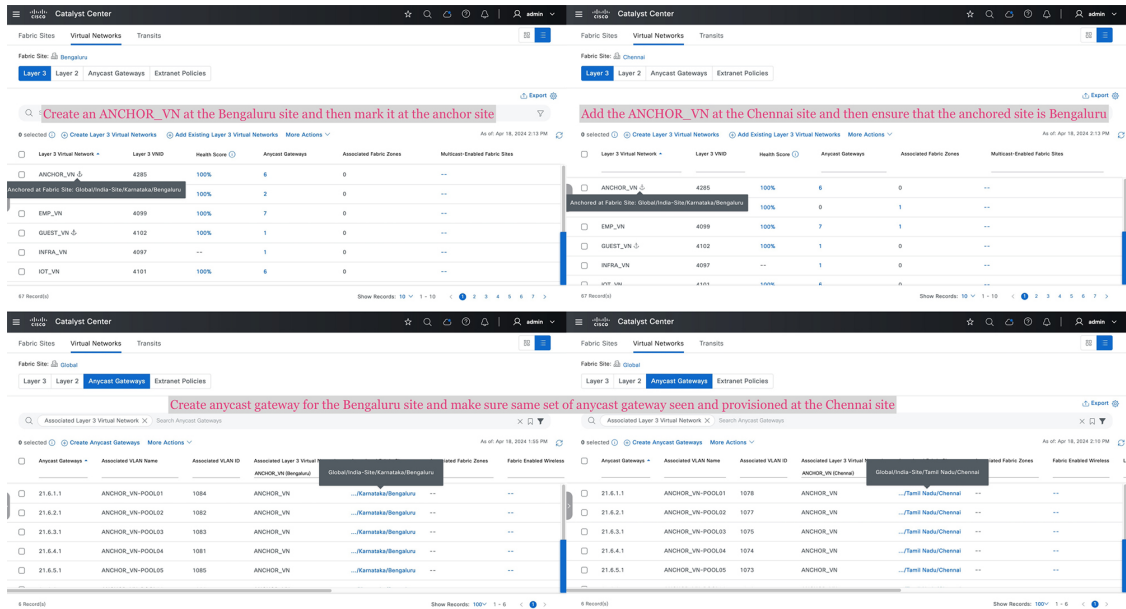 Catalyst Center
admin
Fabric Sites Virtual Networks Transits
Fabric Site: Bengaluru
Layer 3 Layer 2 Anycast Gateways Extranet Policies
Export
Create an ANCHOR_VN at the Bengaluru site and then mark it at the anchor site
0 selected Create Layer 3 Virtual Networks Add Existing Layer 3 Virtual Networks More Actions As of: Apr 18, 2024 2:13 PM
Layer 3 Virtual Network Layer 3 VNID Health Score Anycast Gateways Associated Fabric Zones Multicast-Enabled Fabric Sites
ANCHOR_VN 4285 100% 6 0 --
Anchored at Fabric Site: Global/India-Site/Karnataka/Bengaluru 100% 2 0 --
EMP_VN 4099 100% 7 0 --
GUEST_VN 4102 100% 1 0 --
INFRA_VN 4097 -- 1 0 --
IOT_VN 4101 100% 6 0 --
67 Record(s) Show Records: 10 1 - 10 < 1 2 3 4 5 6 7 >
Catalyst Center
admin
Fabric Sites Virtual Networks Transits
Fabric Site: Chennai
Layer 3 Layer 2 Anycast Gateways Extranet Policies
Export
Add the ANCHOR_VN at the Chennai site and then ensure that the anchored site is Bengaluru
0 selected Create Layer 3 Virtual Networks Add Existing Layer 3 Virtual Networks More Actions As of: Apr 18, 2024 2:13 PM
Layer 3 Virtual Network Layer 3 VNID Health Score Anycast Gateways Associated Fabric Zones Multicast-Enabled Fabric Sites
ANCHOR_VN 4285 100% 6 0 --
Anchored at Fabric Site: Global/India-Site/Karnataka/Bengaluru 100% 0 1 --
EMP_VN 4099 100% 7 1 --
GUEST_VN 4102 100% 1 0 --
INFRA_VN 4097 -- 1 0 --
IOT_VN 4101 100% 6 0 --
67 Record(s) Show Records: 10 1 - 10 < 1 2 3 4 5 6 7 >
Catalyst Center
admin
Fabric Sites Virtual Networks Transits
Fabric Site: Global
Layer 3 Layer 2 Anycast Gateways Extranet Policies
Create anycast gateway for the Bengaluru site and make sure same set of anycast gateway seen and provisioned at the Chennai site
Associated Layer 3 Virtual Network Search Anycast Gateways
0 selected Create Anycast Gateways More Actions As of: Apr 18, 2024 1:55 PM
Anycast Gateways Associated VLAN Name Associated VLAN ID Associated Layer 3 Virtual Fabric Zones Fabric Enabled Wireless
ANCHOR_VN (Bengaluru) Global/India-Site/Karnataka/Bengaluru
21.6.1.1 ANCHOR_VN-POOL01 1084 ANCHOR_VN .../Karnataka/Bengaluru -- --
21.6.2.1 ANCHOR_VN-POOL02 1082 ANCHOR_VN .../Karnataka/Bengaluru -- --
21.6.3.1 ANCHOR_VN-POOL03 1083 ANCHOR_VN .../Karnataka/Bengaluru -- --
21.6.4.1 ANCHOR_VN-POOL04 1081 ANCHOR_VN .../Karnataka/Bengaluru -- --
21.6.5.1 ANCHOR_VN-POOL05 1085 ANCHOR_VN .../Karnataka/Bengaluru -- --
6 Record(s) Show Records: 100 1 - 6 < 1 >
Catalyst Center
admin
Fabric Sites Virtual Networks Transits
Fabric Site: Global
Layer 3 Layer 2 Anycast Gateways Extranet Policies
Export
Associated Layer 3 Virtual Network Search Anycast Gateways
0 selected Create Anycast Gateways More Actions As of: Apr 18, 2024 2:10 PM
Anycast Gateways Associated VLAN Name Associated VLAN ID Associated Layer 3 Virtual Fabric Zones Fabric Enabled Wireless
ANCHOR_VN (Chennai) Global/India-Site/Tamil Nadu/Chennai
21.6.1.1 ANCHOR_VN-POOL01 1078 ANCHOR_VN .../Tamil Nadu/Chennai -- --
21.6.2.1 ANCHOR_VN-POOL02 1077 ANCHOR_VN .../Tamil Nadu/Chennai -- --
21.6.3.1 ANCHOR_VN-POOL03 1075 ANCHOR_VN .../Tamil Nadu/Chennai -- --
21.6.4.1 ANCHOR_VN-POOL04 1074 ANCHOR_VN .../Tamil Nadu/Chennai -- --
21.6.5.1 ANCHOR_VN-POOL05 1073 ANCHOR_VN .../Tamil Nadu/Chennai -- --
6 Record(s) Show Records: 100 1 - 6 < 1 >